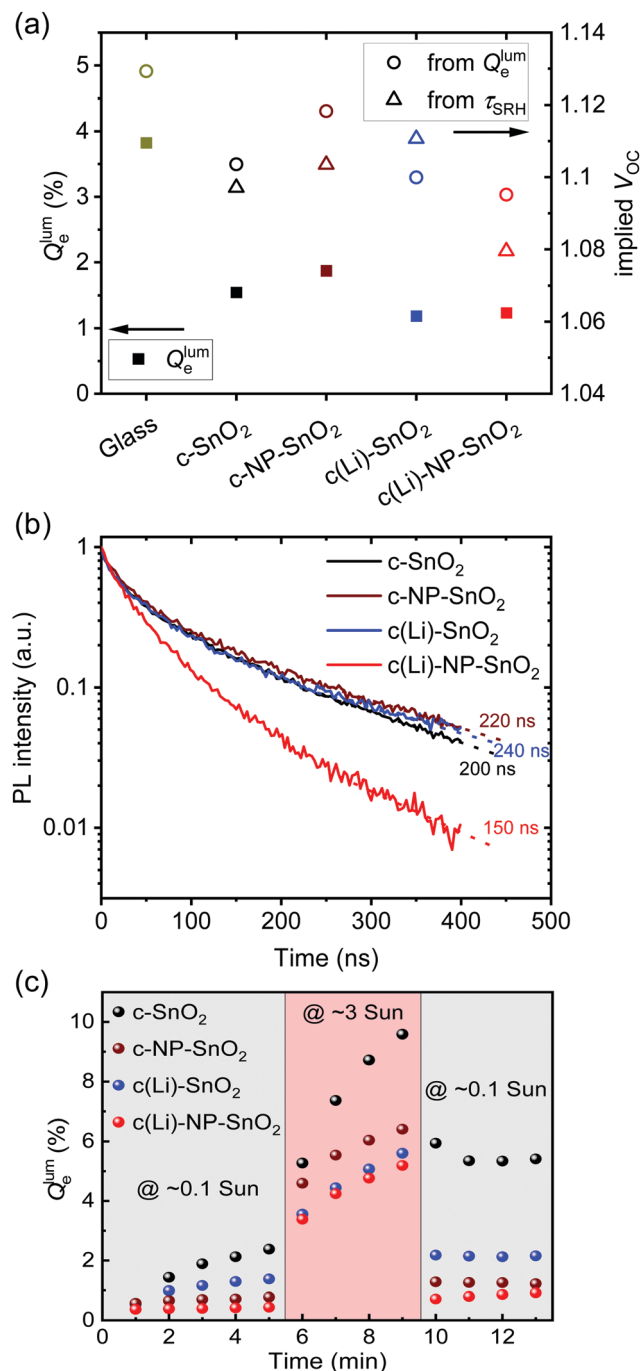 (a)
5
4
3
2
1
0
Q_e^lum (%)
1.14
1.12
1.10
1.08
1.06
1.04
implied V_OC
from Q_e^lum
from τ_SRH
Q_e^lum
Glass
c-SnO₂
c-NP-SnO₂
c(Li)-SnO₂
c(Li)-NP-SnO₂
(b)
1
0.1
0.01
PL intensity (a.u.)
c-SnO₂
c-NP-SnO₂
c(Li)-SnO₂
c(Li)-NP-SnO₂
220 ns
240 ns
200 ns
150 ns
0 100 200 300 400 500
Time (ns)
(c)
10
8
6
4
2
0
Q_e^lum (%)
c-SnO₂
c-NP-SnO₂
c(Li)-SnO₂
c(Li)-NP-SnO₂
@ ~0.1 Sun
@ ~3 Sun
@ ~0.1 Sun
0 2 4 6 8 10 12
Time (min)